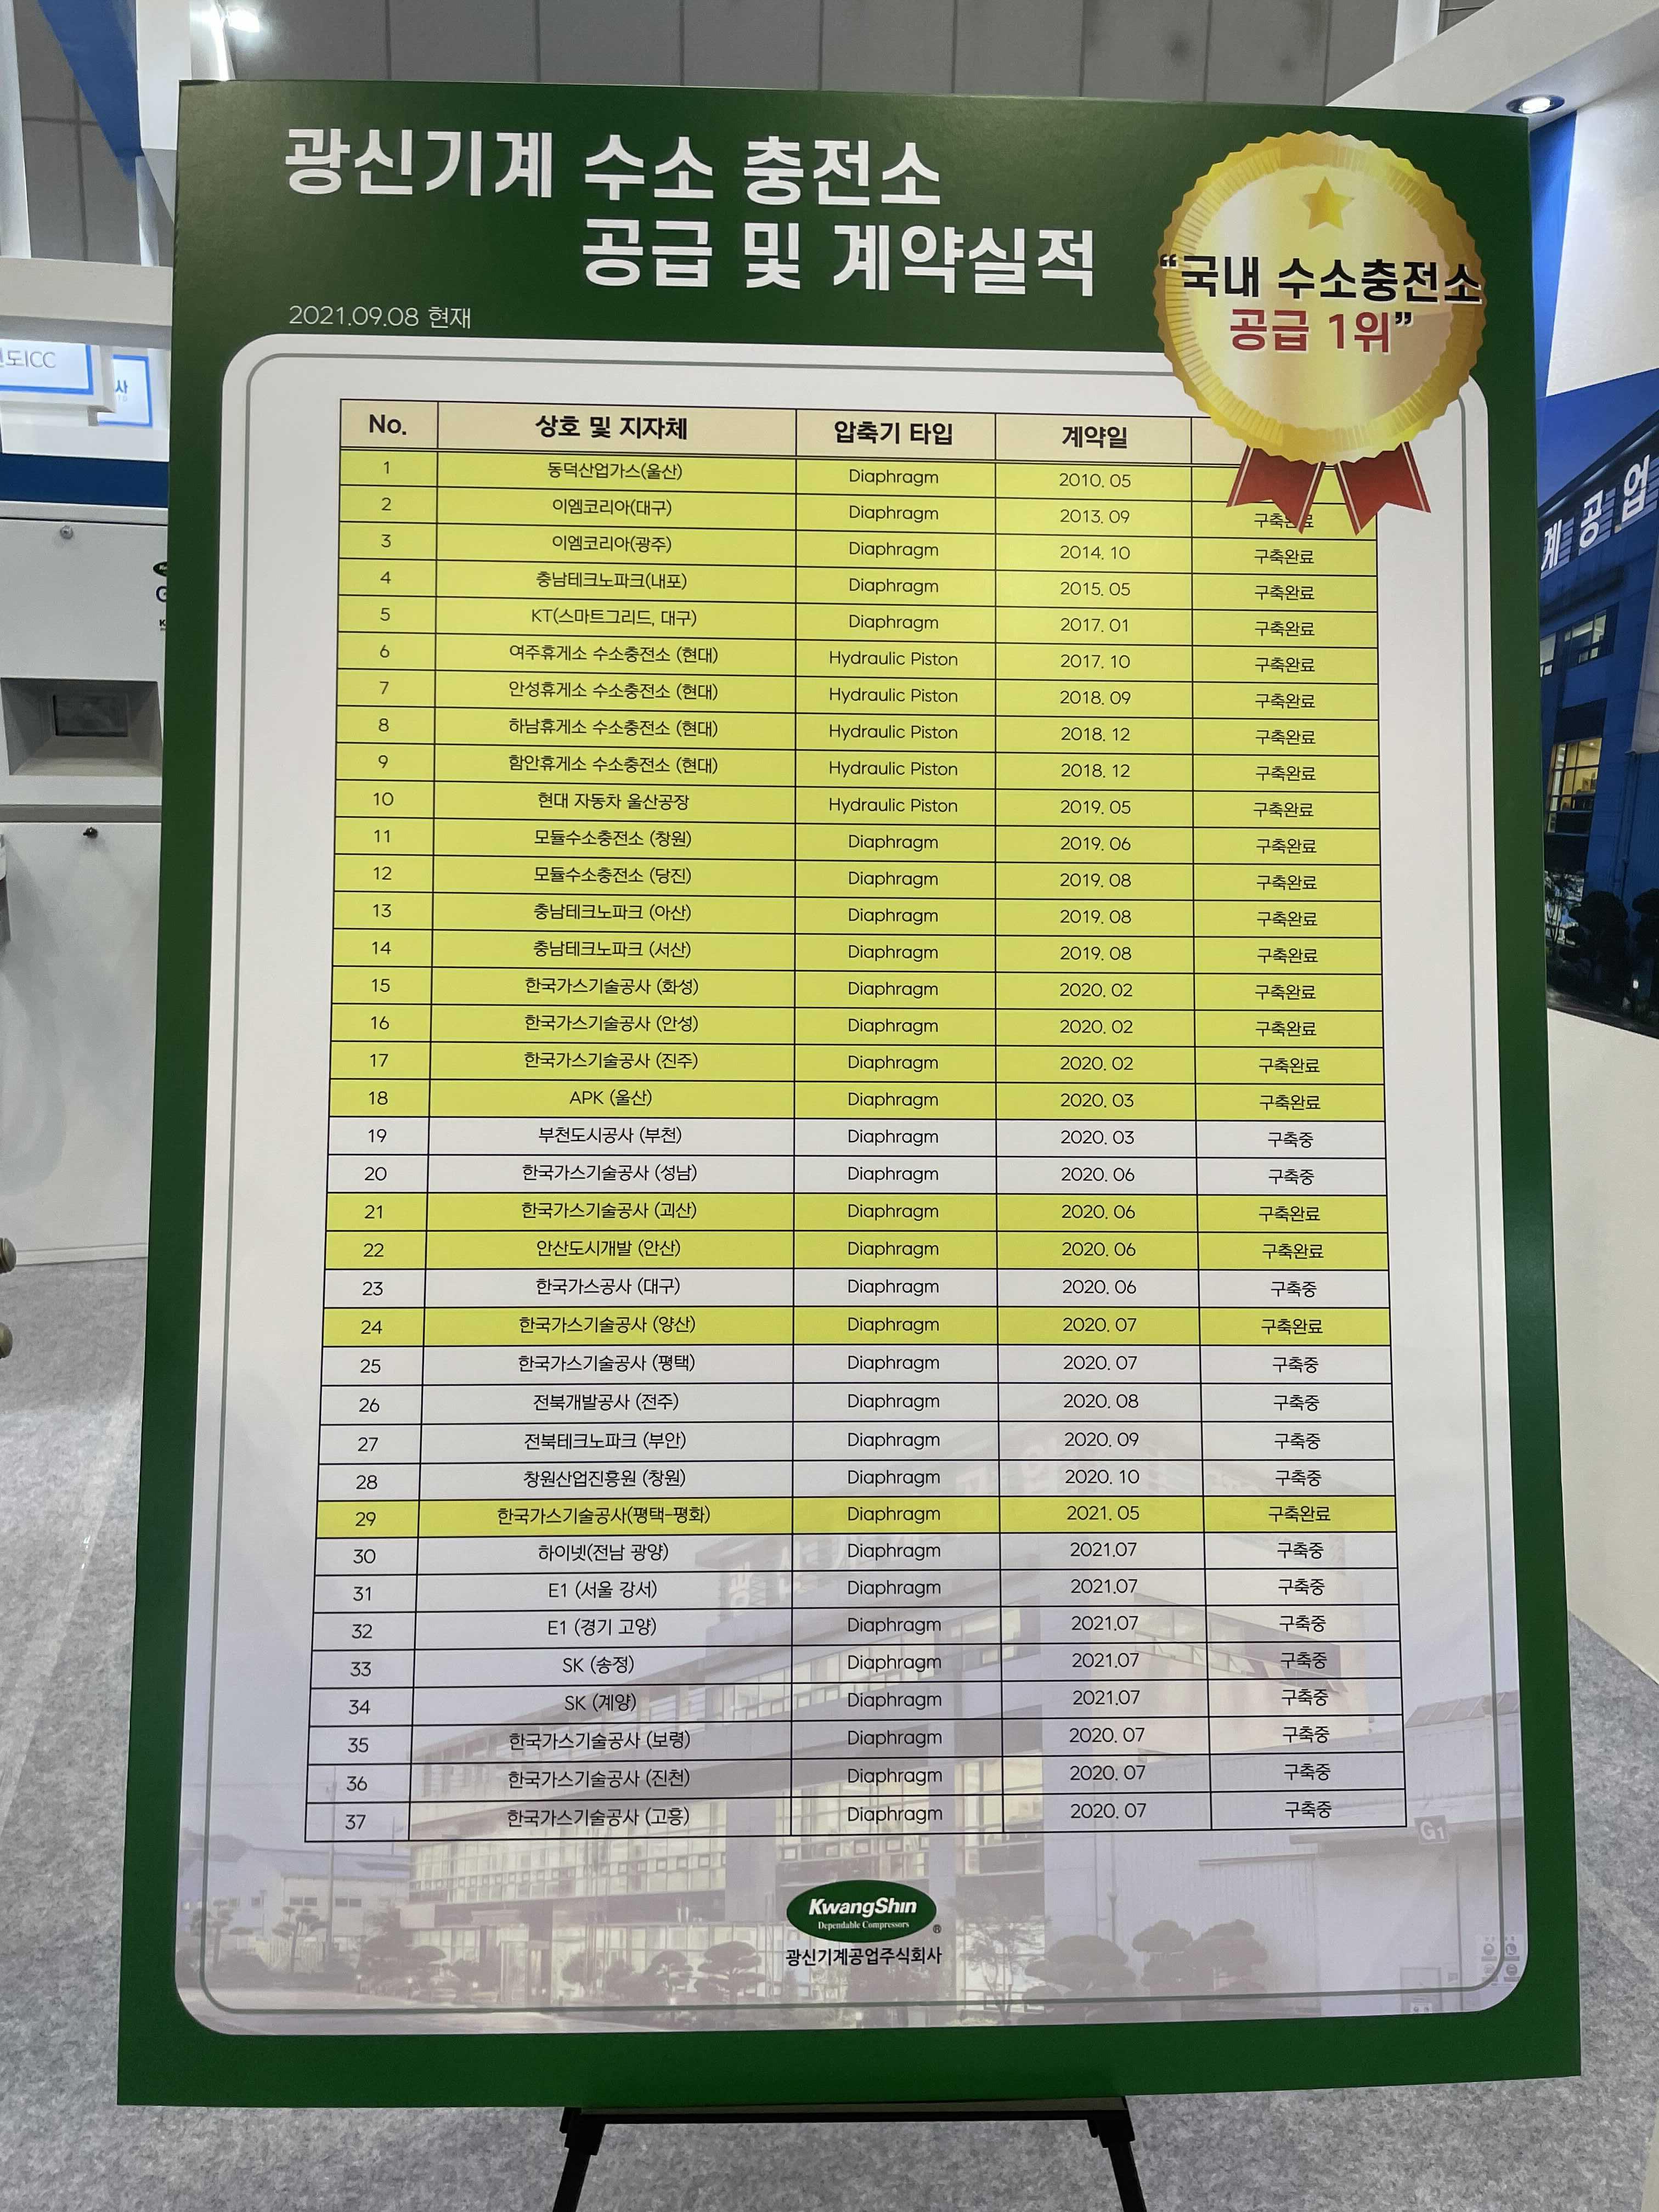 광신기계 수소 충전소
공급 및 계약실적
2021.09.08 현재
“국내 수소충전소
공급 1위”
No. 상호 및 지자체 압축기 타입 계약일
1 동덕산업가스(울산) Diaphragm 2010. 05
2 이엠코리아(대구) Diaphragm 2013. 09 구축완료
3 이엠코리아(광주) Diaphragm 2014. 10 구축완료
4 충남테크노파크(내포) Diaphragm 2015. 05 구축완료
5 KT(스마트그리드, 대구) Diaphragm 2017. 01 구축완료
6 여주휴게소 수소충전소 (현대) Hydraulic Piston 2017. 10 구축완료
7 안성휴게소 수소충전소 (현대) Hydraulic Piston 2018. 09 구축완료
8 하남휴게소 수소충전소 (현대) Hydraulic Piston 2018. 12 구축완료
9 함안휴게소 수소충전소 (현대) Hydraulic Piston 2018. 12 구축완료
10 현대 자동차 울산공장 Hydraulic Piston 2019. 05 구축완료
11 모듈수소충전소 (창원) Diaphragm 2019. 06 구축완료
12 모듈수소충전소 (당진) Diaphragm 2019. 08 구축완료
13 충남테크노파크 (아산) Diaphragm 2019. 08 구축완료
14 충남테크노파크 (서산) Diaphragm 2019. 08 구축완료
15 한국가스기술공사 (화성) Diaphragm 2020. 02 구축완료
16 한국가스기술공사 (안성) Diaphragm 2020. 02 구축완료
17 한국가스기술공사 (진주) Diaphragm 2020. 02 구축완료
18 APK (울산) Diaphragm 2020. 03 구축완료
19 부천도시공사 (부천) Diaphragm 2020. 03 구축중
20 한국가스기술공사 (성남) Diaphragm 2020. 06 구축중
21 한국가스기술공사 (괴산) Diaphragm 2020. 06 구축완료
22 안산도시개발 (안산) Diaphragm 2020. 06 구축완료
23 한국가스공사 (대구) Diaphragm 2020. 06 구축중
24 한국가스기술공사 (양산) Diaphragm 2020. 07 구축완료
25 한국가스기술공사 (평택) Diaphragm 2020. 07 구축중
26 전북개발공사 (전주) Diaphragm 2020. 08 구축중
27 전북테크노파크 (부안) Diaphragm 2020. 09 구축중
28 창원산업진흥원 (창원) Diaphragm 2020. 10 구축중
29 한국가스기술공사(평택-평화) Diaphragm 2021. 05 구축완료
30 하이넷(전남 광양) Diaphragm 2021.07 구축중
31 E1 (서울 강서) Diaphragm 2021.07 구축중
32 E1 (경기 고양) Diaphragm 2021.07 구축중
33 SK (송정) Diaphragm 2021.07 구축중
34 SK (계양) Diaphragm 2021.07 구축중
35 한국가스기술공사 (보령) Diaphragm 2020. 07 구축중
36 한국가스기술공사 (진천) Diaphragm 2020. 07 구축중
37 한국가스기술공사 (고흥) Diaphragm 2020. 07 구축중
G1
KwangShin
Dependable Compressors
®
광신기계공업주식회사
도ICC
사
계공업